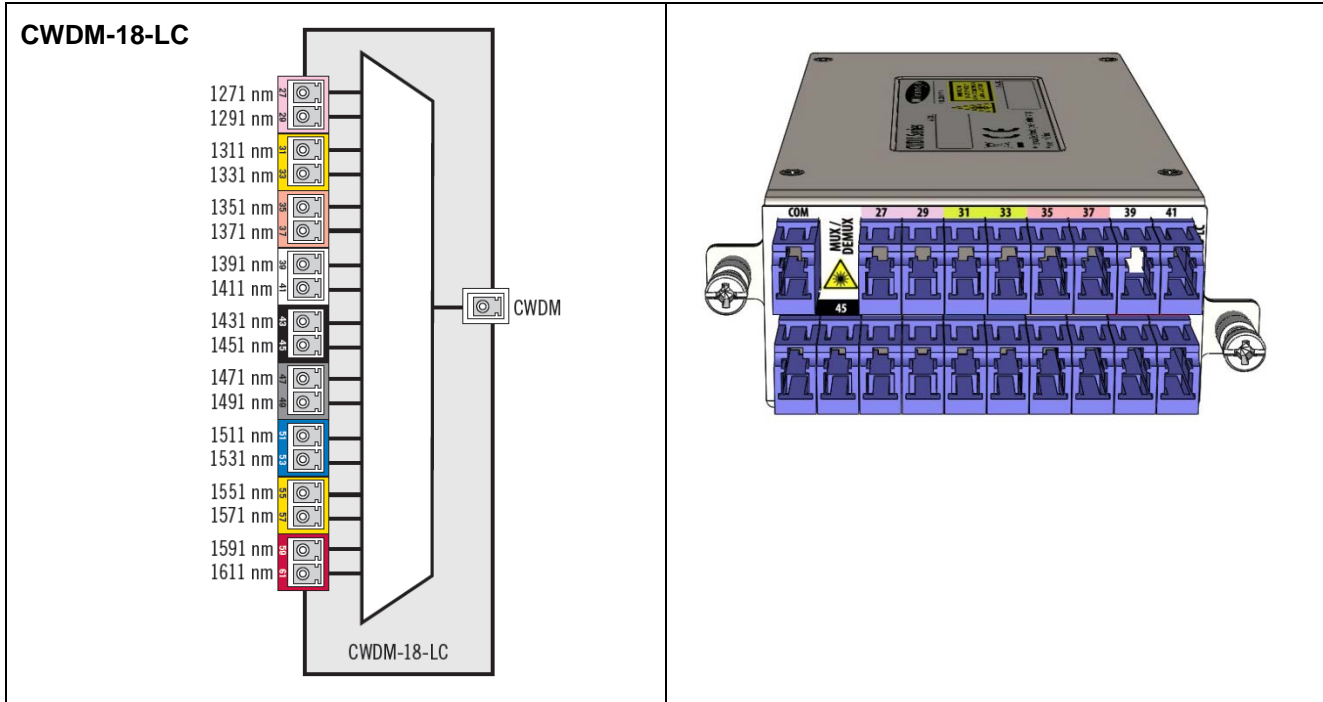 CWDM-18-LC
1271 nm 27
1291 nm 29
1311 nm 31
1331 nm 33
1351 nm 35
1371 nm 37
1391 nm 39
1411 nm 41
1431 nm 43
1451 nm 45
1471 nm 47
1491 nm 49
1511 nm 51
1531 nm 53
1551 nm 55
1571 nm 57
1591 nm 59
1611 nm 61
CWDM
CWDM-18-LC
COM 27 29 31 33 35 37 39 41
MUX/
DEMUX
45
LC